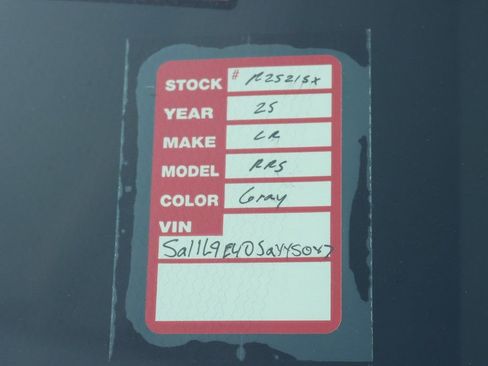 STOCK # R25215X
YEAR 25
MAKE LR
MODEL RRS
COLOR Gray
VIN